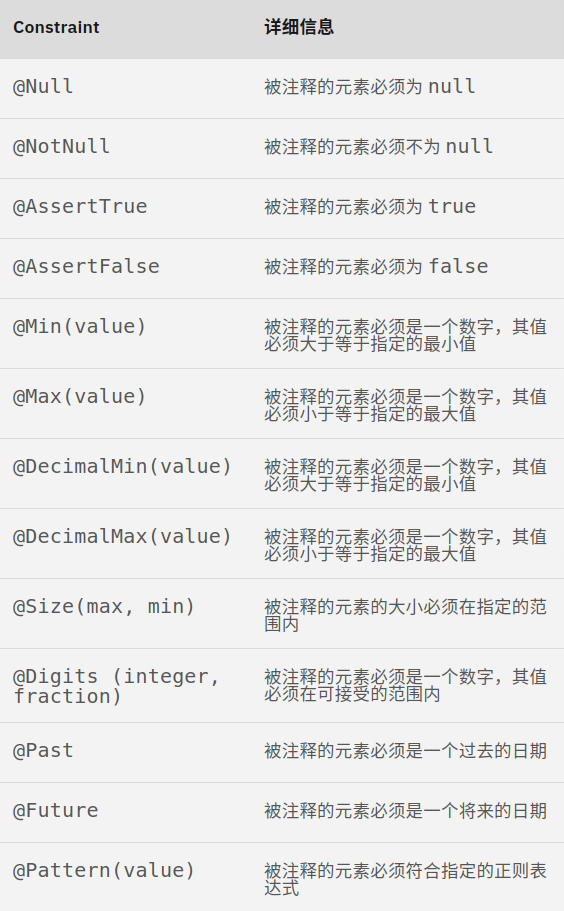 Constraint 详细信息
@Null 被注释的元素必须为 null
@NotNull 被注释的元素必须不为 null
@AssertTrue 被注释的元素必须为 true
@AssertFalse 被注释的元素必须为 false
@Min(value) 被注释的元素必须是一个数字，其值
必须大于等于指定的最小值
@Max(value) 被注释的元素必须是一个数字，其值
必须小于等于指定的最大值
@DecimalMin(value) 被注释的元素必须是一个数字，其值
必须大于等于指定的最小值
@DecimalMax(value) 被注释的元素必须是一个数字，其值
必须小于等于指定的最大值
@Size(max, min) 被注释的元素的大小必须在指定的范
围内
@Digits (integer, 被注释的元素必须是一个数字，其值
fraction) 必须在可接受的范围内
@Past 被注释的元素必须是一个过去的日期
@Future 被注释的元素必须是一个将来的日期
@Pattern(value) 被注释的元素必须符合指定的正则表
达式